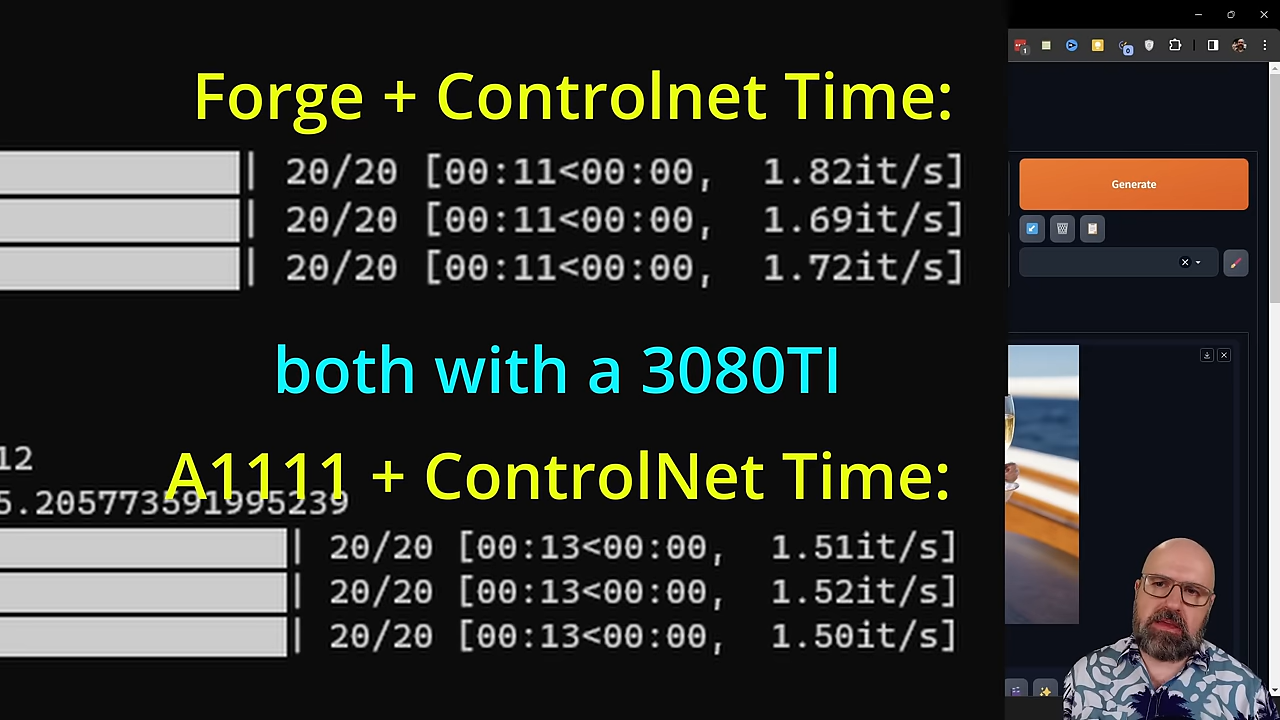 Forge + Controlnet Time:
| 20/20 [00:11<00:00, 1.82it/s]
| 20/20 [00:11<00:00, 1.69it/s]
| 20/20 [00:11<00:00, 1.72it/s]
Generate
both with a 3080TI
12
A1111 + ControlNet Time:
5.205773591995239
| 20/20 [00:13<00:00, 1.51it/s]
| 20/20 [00:13<00:00, 1.52it/s]
| 20/20 [00:13<00:00, 1.50it/s]